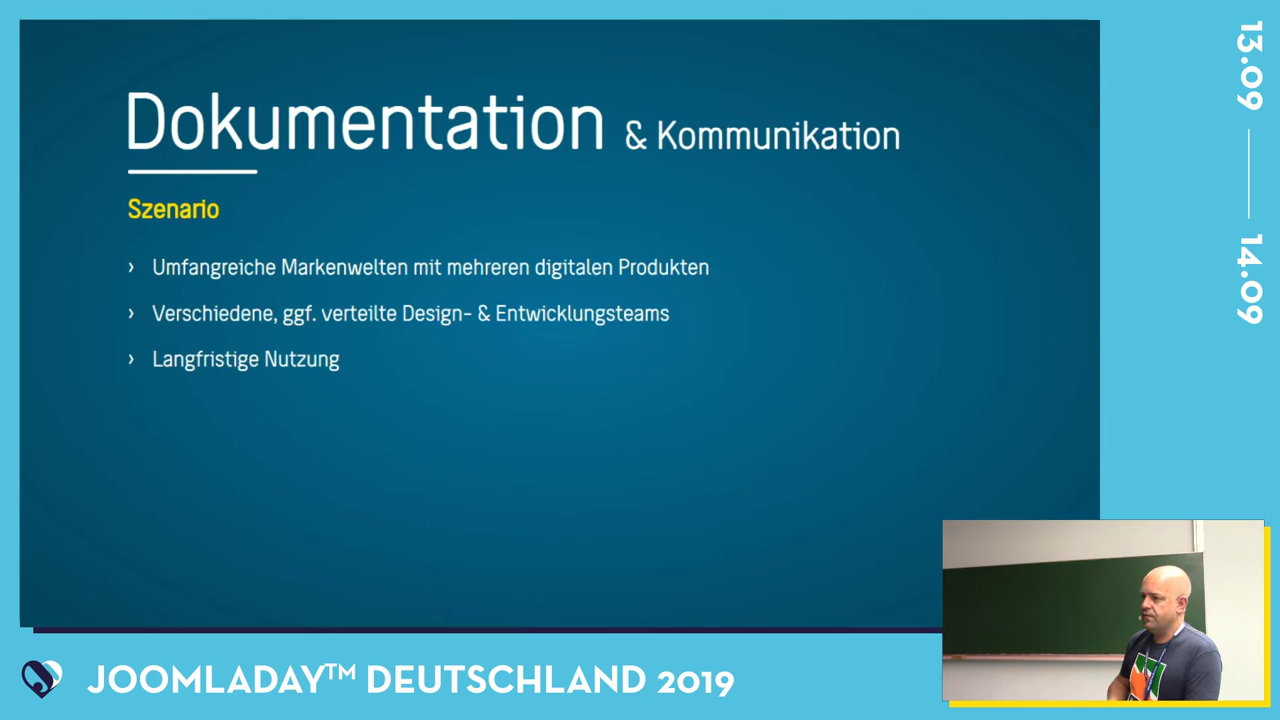 Dokumentation & Kommunikation
Szenario
› Umfangreiche Markenwelten mit mehreren digitalen Produkten
› Verschiedene, ggf. verteilte Design- & Entwicklungsteams
› Langfristige Nutzung
13.09
14.09
JOOMLADAY™ DEUTSCHLAND 2019